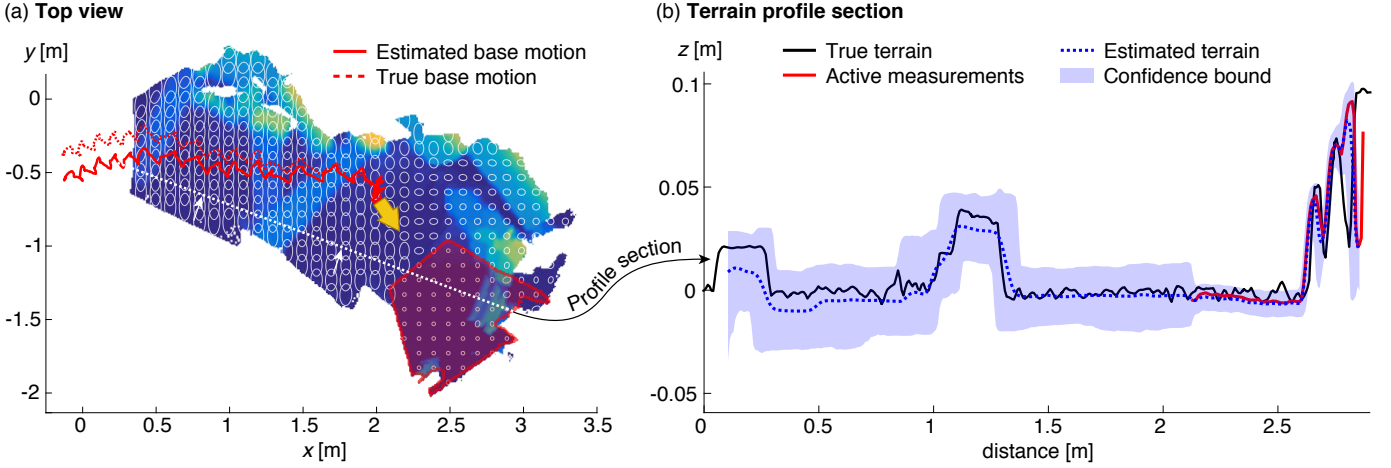 (a) Top view
y [m]
Estimated base motion
True base motion
0
-0.5
-1
-1.5
-2
0 0.5 1 1.5 2 2.5 3 3.5
x [m]
Profile section
(b) Terrain profile section
z [m]
True terrain
Active measurements
Estimated terrain
Confidence bound
0.1
0.05
0
-0.05
0 0.5 1 1.5 2 2.5
distance [m]